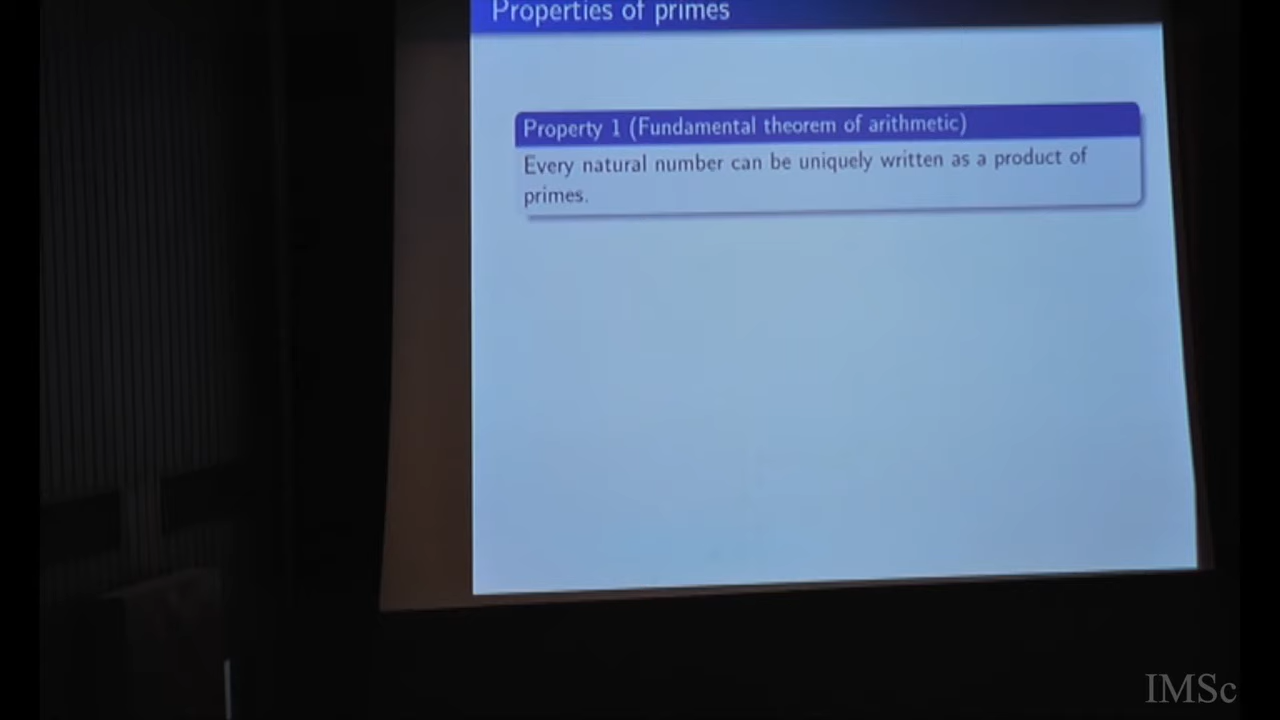 Properties of primes
Property 1 (Fundamental theorem of arithmetic)
Every natural number can be uniquely written as a product of
primes.
IMSc